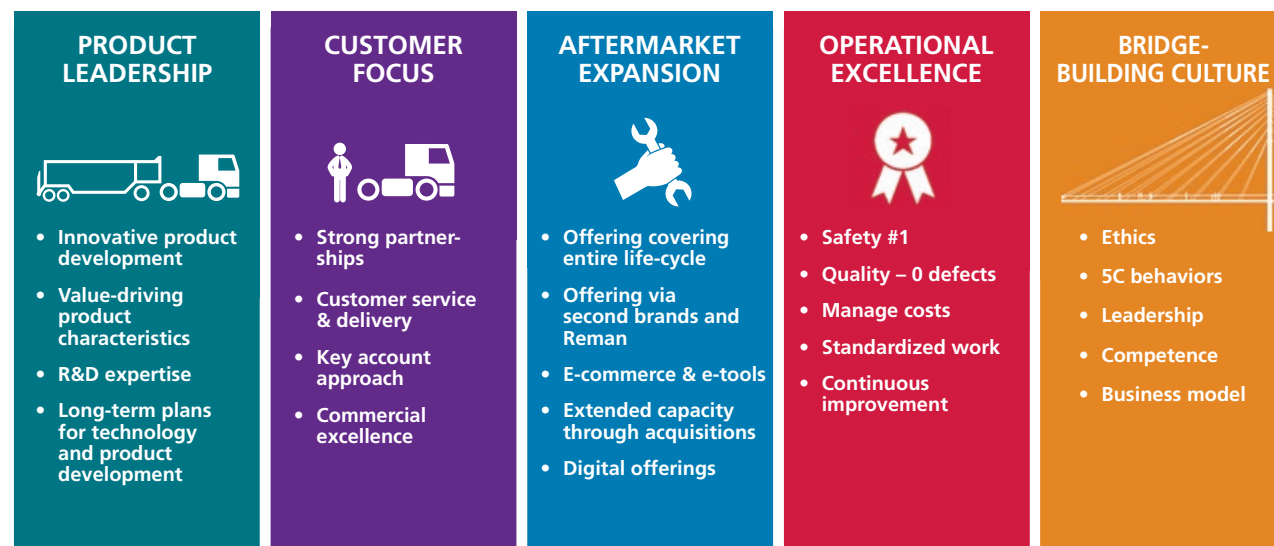 PRODUCT
LEADERSHIP
• Innovative product
development
• Value-driving
product
characteristics
• R&D expertise
• Long-term plans
for technology
and product
development
CUSTOMER
FOCUS
• Strong partner-
ships
• Customer service
& delivery
• Key account
approach
• Commercial
excellence
AFTERMARKET
EXPANSION
• Offering covering
entire life-cycle
• Offering via
second brands and
Reman
• E-commerce & e-tools
• Extended capacity
through acquisitions
• Digital offerings
OPERATIONAL
EXCELLENCE
• Safety #1
• Quality – 0 defects
• Manage costs
• Standardized work
• Continuous
improvement
BRIDGE-
BUILDING CULTURE
• Ethics
• 5C behaviors
• Leadership
• Competence
• Business model